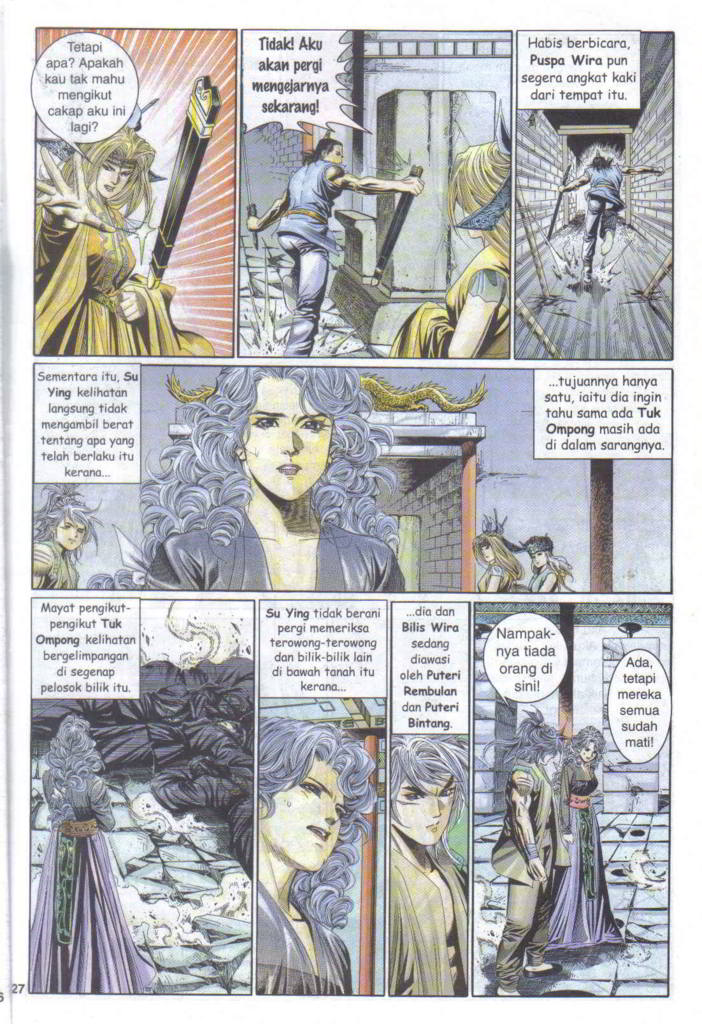 Tetapi
apa? Apakah
kau tak mahu
mengikut
cakap aku ini
lagi?
Tidak! Aku
akan pergi
mengejarnya
sekarang!
Habis berbicara,
Puspa Wira pun
segera angkat kaki
dari tempat itu.
Sementara itu, Su
Ying kelihatan
langsung tidak
mengambil berat
tentang apa yang
telah berlaku itu
kerana...
...tujuannya hanya
satu, iaitu dia ingin
tahu sama ada Tuk
Ompong masih ada
di dalam sarangnya.
Mayat pengikut-
pengikut Tuk
Ompong kelihatan
bergelimpangan
di segenap
pelosok bilik itu.
Su Ying tidak berani
pergi memeriksa
terowong-terowong
dan bilik-bilik lain
di bawah tanah itu
kerana...
...dia dan
Bilis Wira
sedang
diawasi
oleh Puteri
Rembulan
dan Puteri
Bintang.
Nampak-
nya tiada
orang di
sini!
Ada,
tetapi
mereka
semua
sudah
mati!
27